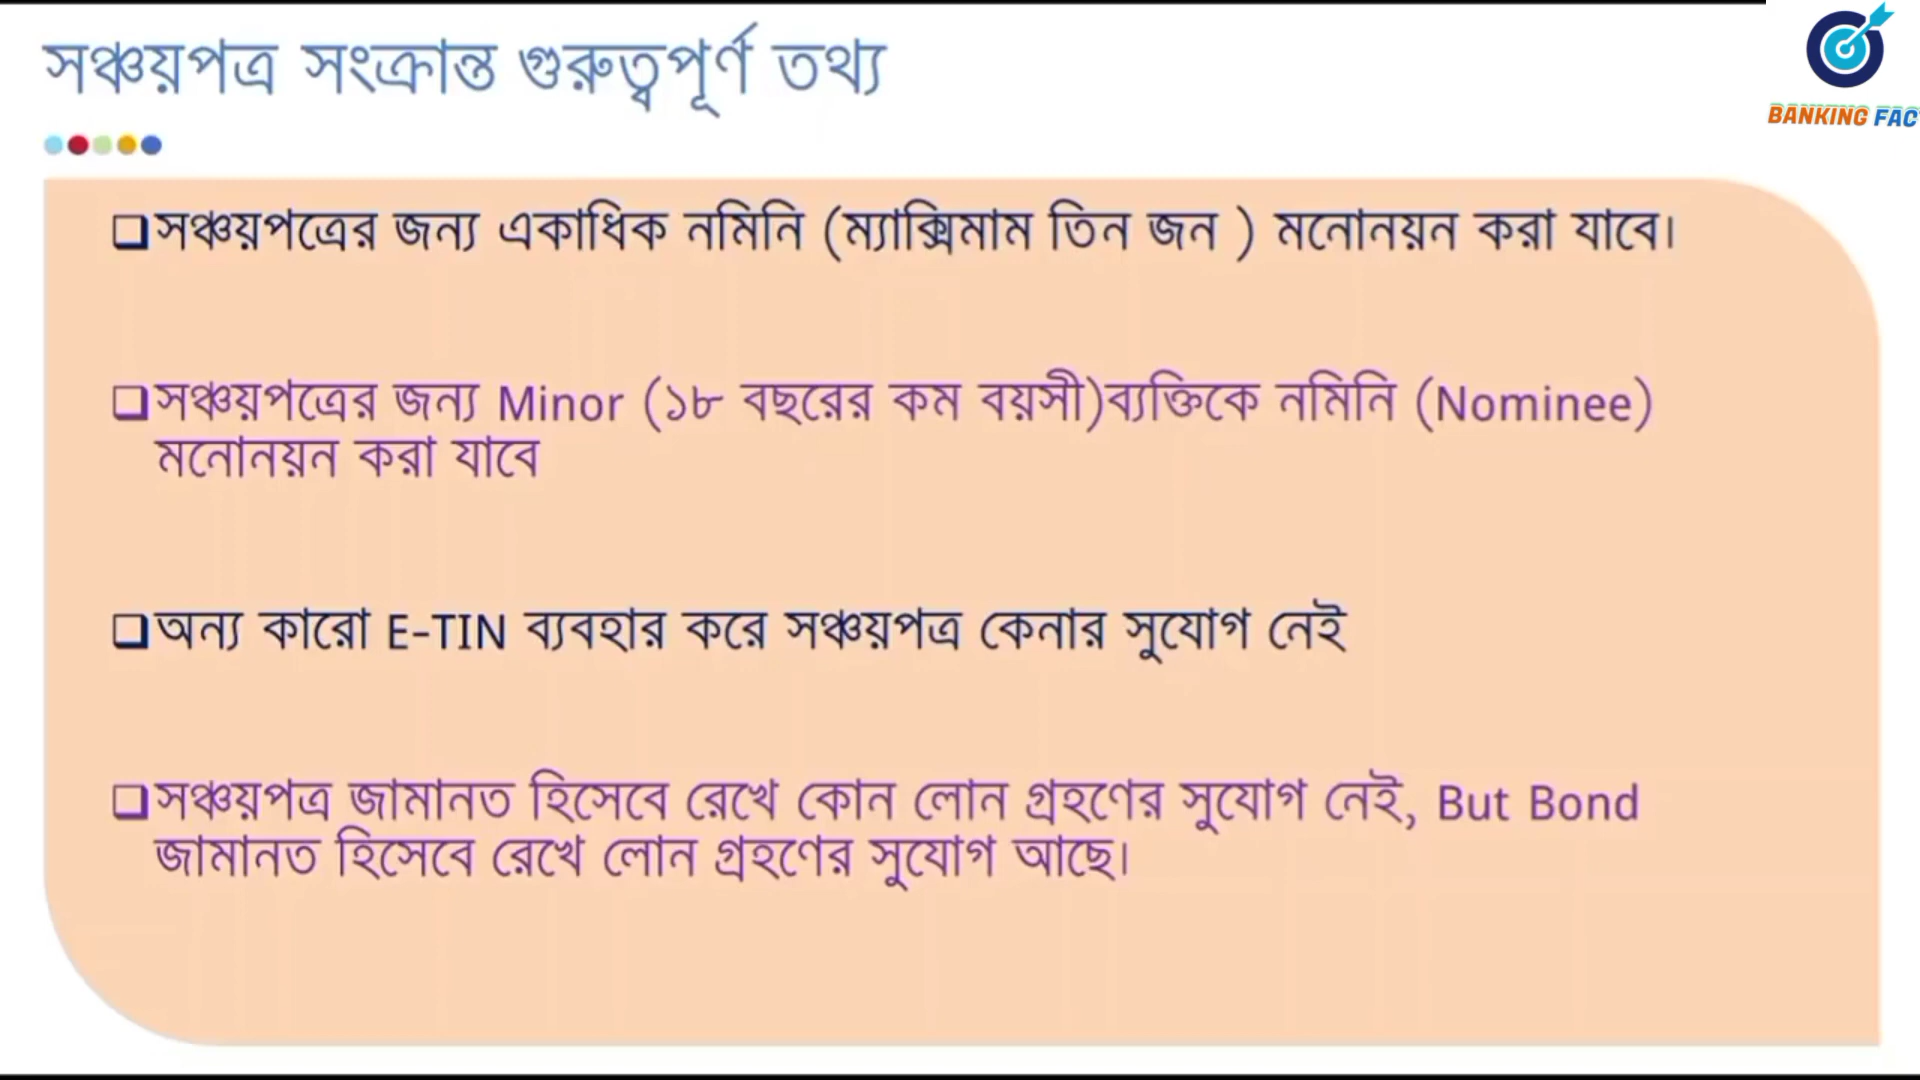 সঞ্চয়পত্র সংক্রান্ত গুরুত্বপূর্ণ তথ্য
BANKING FAC
সঞ্চয়পত্রের জন্য একাধিক নমিনি (ম্যাক্সিমাম তিন জন ) মনোনয়ন করা যাবে।
সঞ্চয়পত্রের জন্য Minor (১৮ বছরের কম বয়সী)ব্যক্তিকে নমিনি (Nominee)
মনোনয়ন করা যাবে
অন্য কারো E-TIN ব্যবহার করে সঞ্চয়পত্র কেনার সুযোগ নেই
সঞ্চয়পত্র জামানত হিসেবে রেখে কোন লোন গ্রহণের সুযোগ নেই, But Bond
জামানত হিসেবে রেখে লোন গ্রহণের সুযোগ আছে।